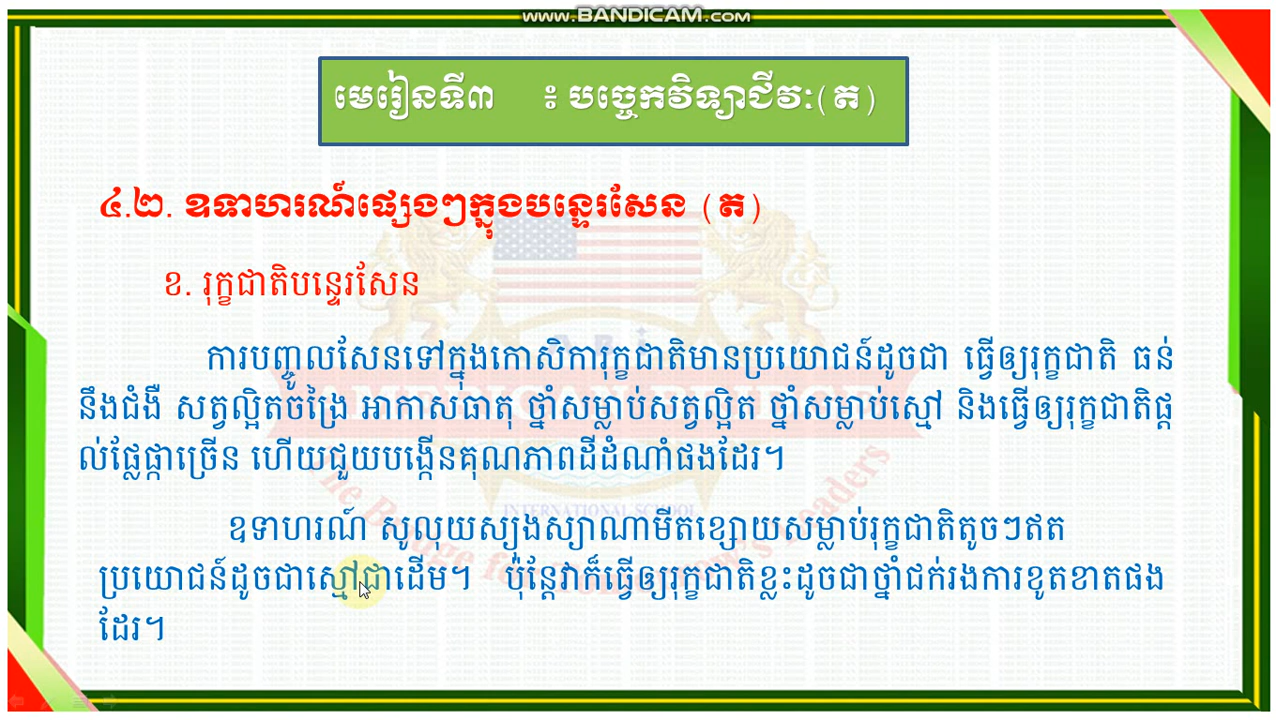 WWW.BANDICAM.COM
មេរៀនទី៣ ៖ បច្ចេកវិទ្យាជីវៈ(ត)
៤.២. ឧទាហរណ៍ផ្សេងៗក្នុងបន្ទេរសែន (ត)
ខ. រុក្ខជាតិបន្ទេរសែន
ការបញ្ចូលសែនទៅក្នុងកោសិការុក្ខជាតិមានប្រយោជន៍ដូចជា ធ្វើឲ្យរុក្ខជាតិ ធន់
នឹងជំងឺ សត្វល្អិតចង្រៃ អាកាសធាតុ ថ្នាំសម្លាប់សត្វល្អិត ថ្នាំសម្លាប់ស្មៅ និងធ្វើឲ្យរុក្ខជាតិផ្ត
ល់ផ្លែផ្កាច្រើន ហើយជួយបង្កើនគុណភាពដីដំណាំផងដែរ។
ឧទាហរណ៍ សូលុយស្យុងស្យាណាមីតខ្សោយសម្លាប់រុក្ខជាតិតូចៗឥត
ប្រយោជន៍ដូចជាស្មៅជាដើម។ ប៉ុន្តែវាក៏ធ្វើឲ្យរុក្ខជាតិខ្លះដូចជាថ្នាំជក់រងការខូតខាតផង
ដែរ។
INTERNATIONAL SCHOOL